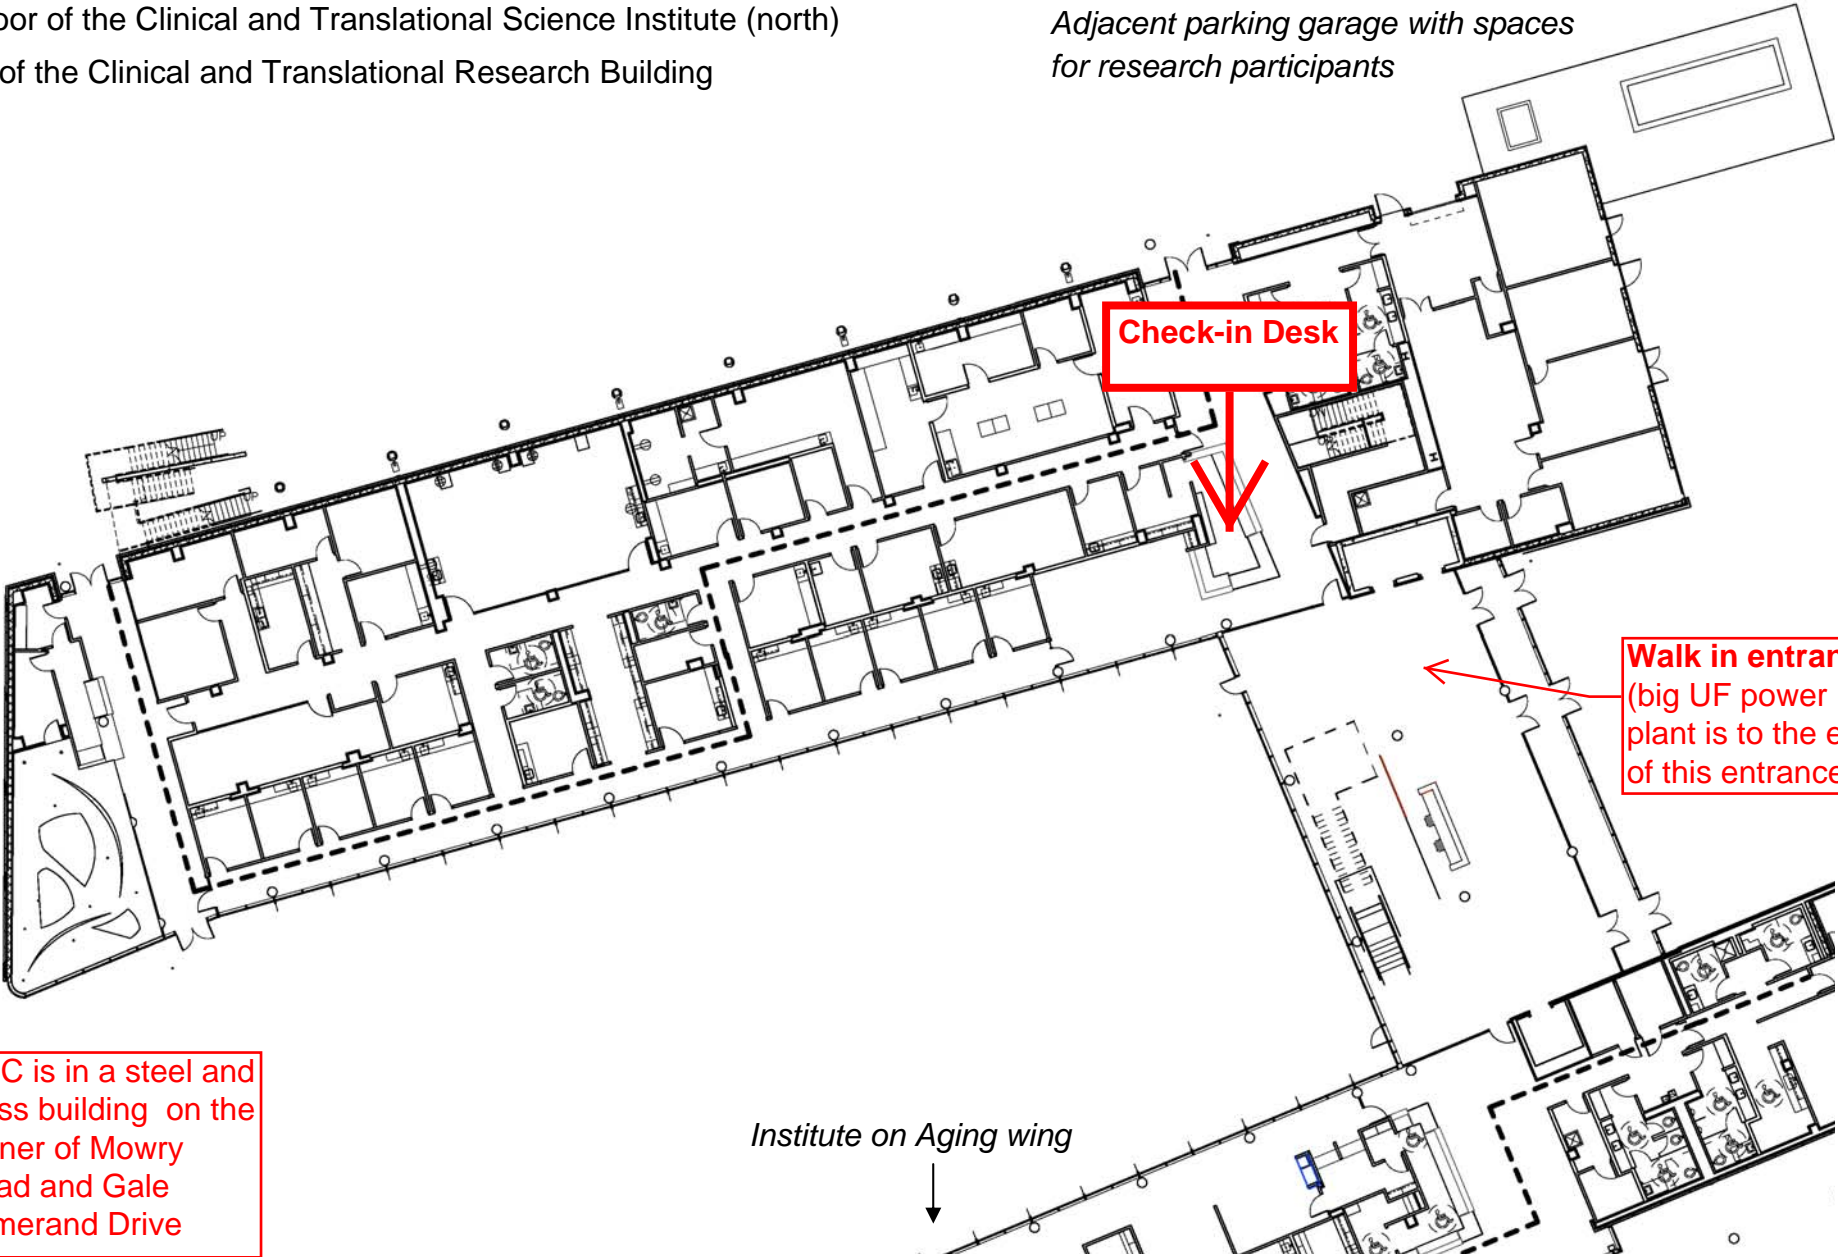 oor of the Clinical and Translational Science Institute (north)
of the Clinical and Translational Research Building
Adjacent parking garage with spaces
for research participants
Check-in Desk
Walk in entran
(big UF power
plant is to the e
of this entrance
C is in a steel and
ss building on the
ner of Mowry
ad and Gale
merand Drive
Institute on Aging wing